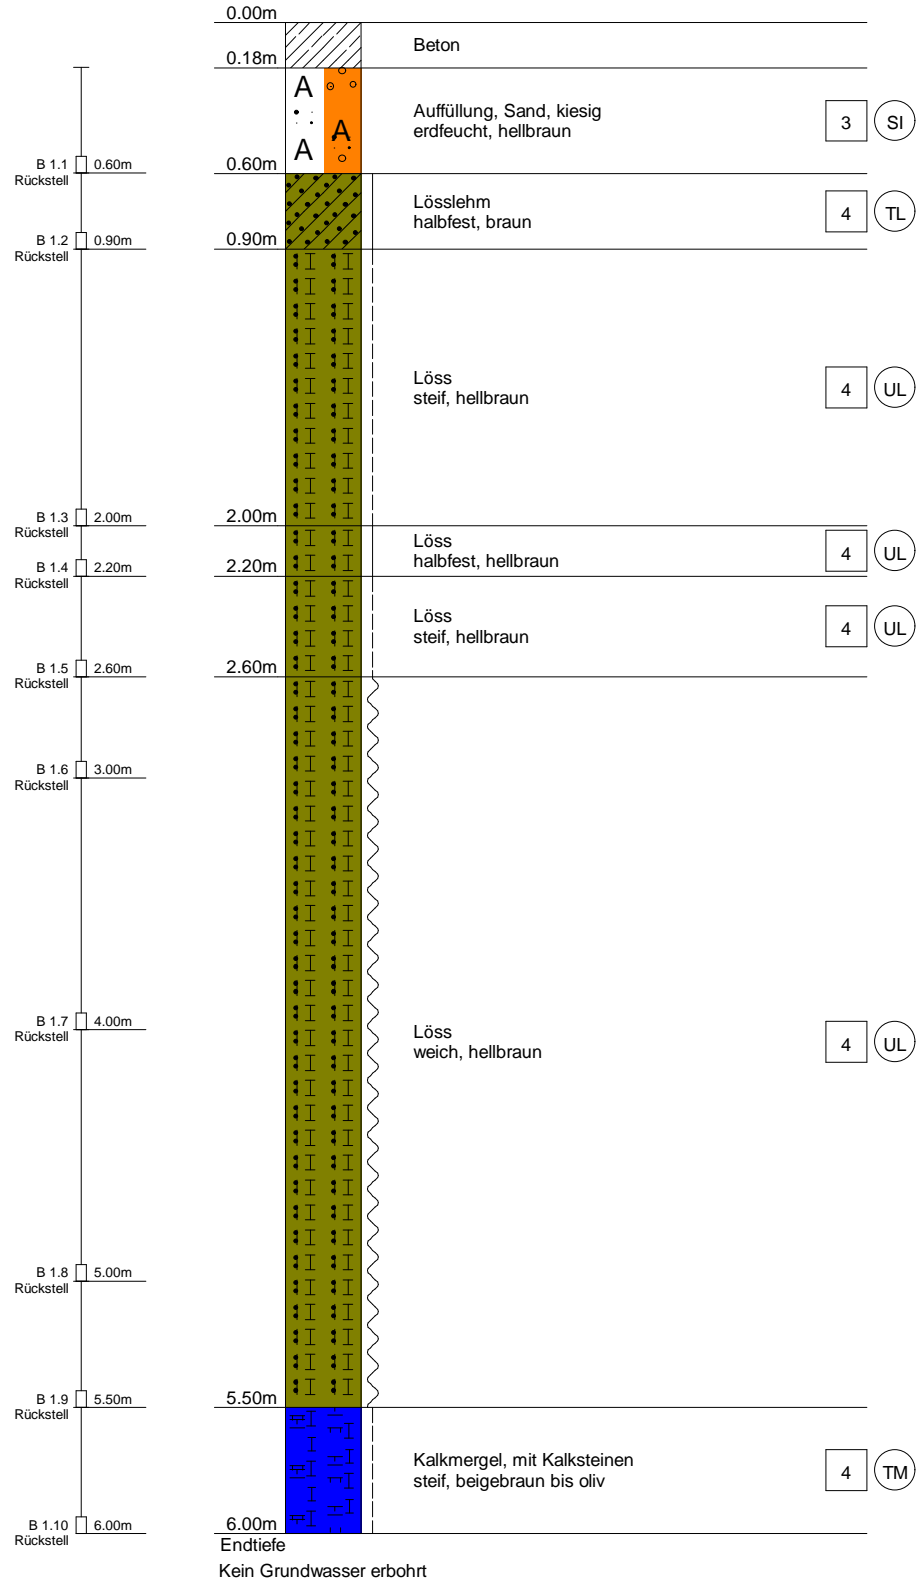 0.00m
Beton
0.18m
A
A
A
Auffüllung, Sand, kiesig
erdfeucht, hellbraun
3 SI
B 1.1 0.60m
Rückstell
0.60m
Lösslehm
halbfest, braun
4 TL
B 1.2 0.90m
Rückstell
0.90m
Löss
steif, hellbraun
4 UL
B 1.3 2.00m
Rückstell
2.00m
Löss
halbfest, hellbraun
4 UL
B 1.4 2.20m
Rückstell
2.20m
Löss
steif, hellbraun
4 UL
B 1.5 2.60m
Rückstell
2.60m
B 1.6 3.00m
Rückstell
B 1.7 4.00m
Rückstell
Löss
weich, hellbraun
4 UL
B 1.8 5.00m
Rückstell
B 1.9 5.50m
Rückstell
5.50m
Kalkmergel, mit Kalksteinen
steif, beigebraun bis oliv
4 TM
B 1.10 6.00m
Rückstell
6.00m
Endtiefe
Kein Grundwasser erbohrt